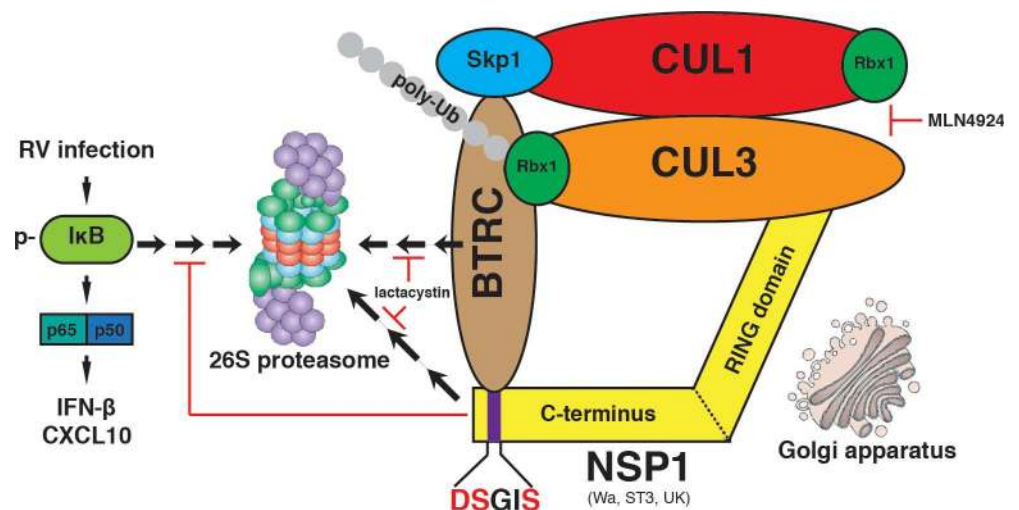 Skp1
CUL1
Rbx1
poly-Ub
MLN4924
RV infection
Rbx1
CUL3
p-
IκB
BTRC
lactacystin
RING domain
p65
p50
26S proteasome
IFN-β
CXCL10
C-terminus
Golgi apparatus
NSP1
(Wa, ST3, UK)
DSGIS